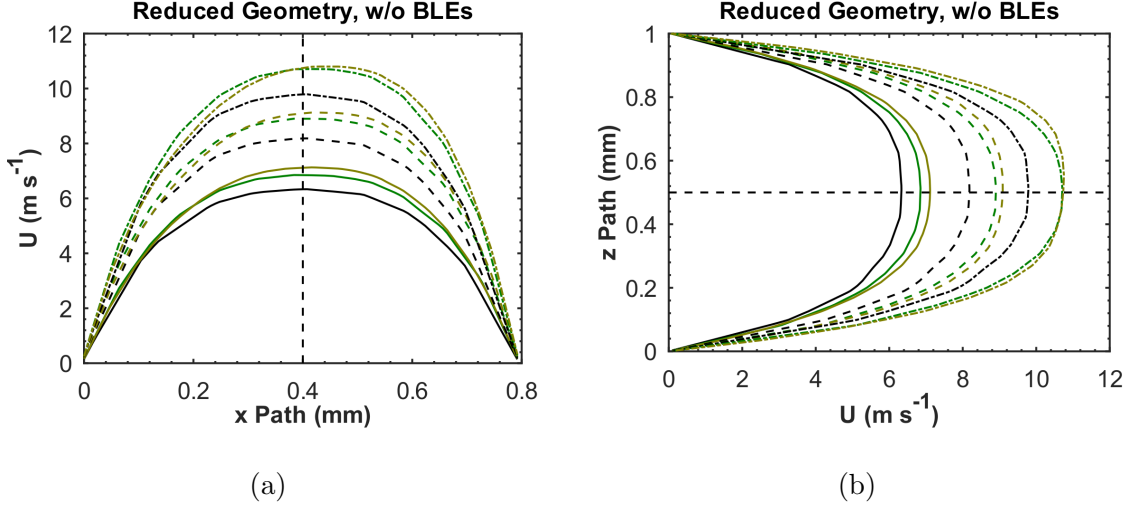 Reduced Geometry, w/o BLEs
12
10
8
6
4
2
0
U (m s⁻¹)
0 0.2 0.4 0.6 0.8
x Path (mm)
(a)
Reduced Geometry, w/o BLEs
1
0.8
0.6
0.4
0.2
0
z Path (mm)
0 2 4 6 8 10 12
U (m s⁻¹)
(b)